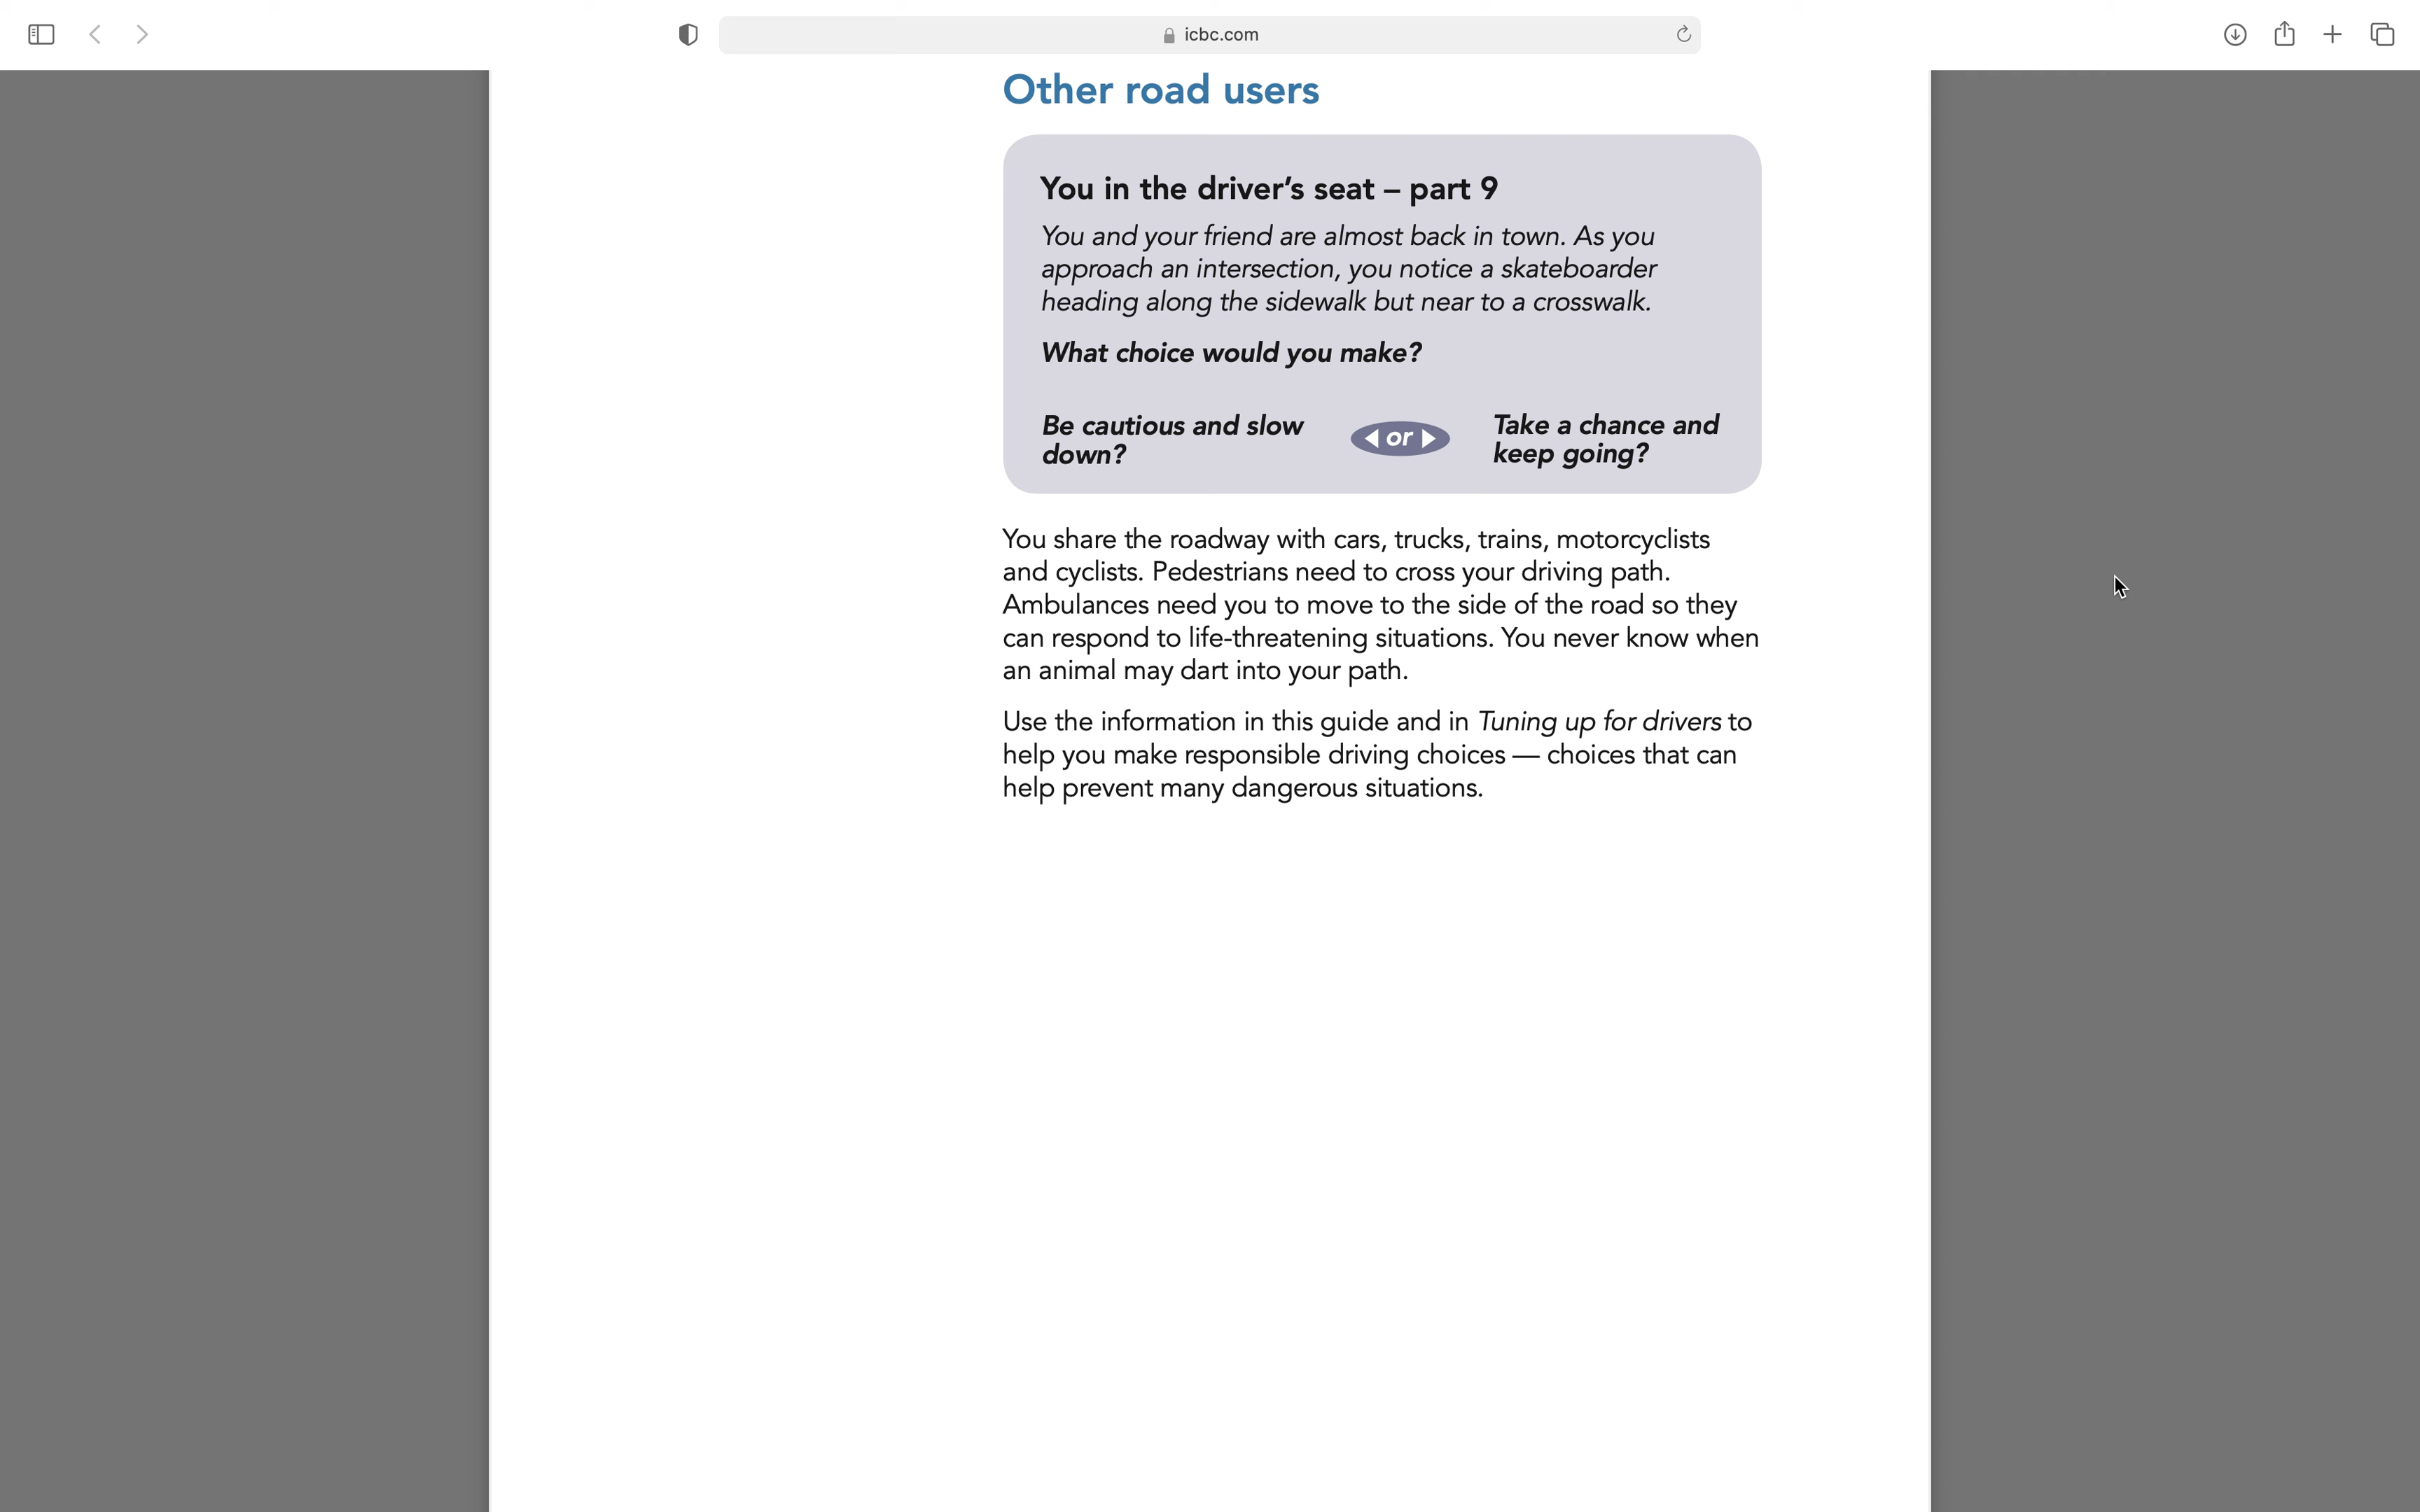 icbc.com
Other road users
You in the driver's seat – part 9
You and your friend are almost back in town. As you
approach an intersection, you notice a skateboarder
heading along the sidewalk but near to a crosswalk.
What choice would you make?
Be cautious and slow
down?
or
Take a chance and
keep going?
You share the roadway with cars, trucks, trains, motorcyclists
and cyclists. Pedestrians need to cross your driving path.
Ambulances need you to move to the side of the road so they
can respond to life-threatening situations. You never know when
an animal may dart into your path.
Use the information in this guide and in Tuning up for drivers to
help you make responsible driving choices — choices that can
help prevent many dangerous situations.